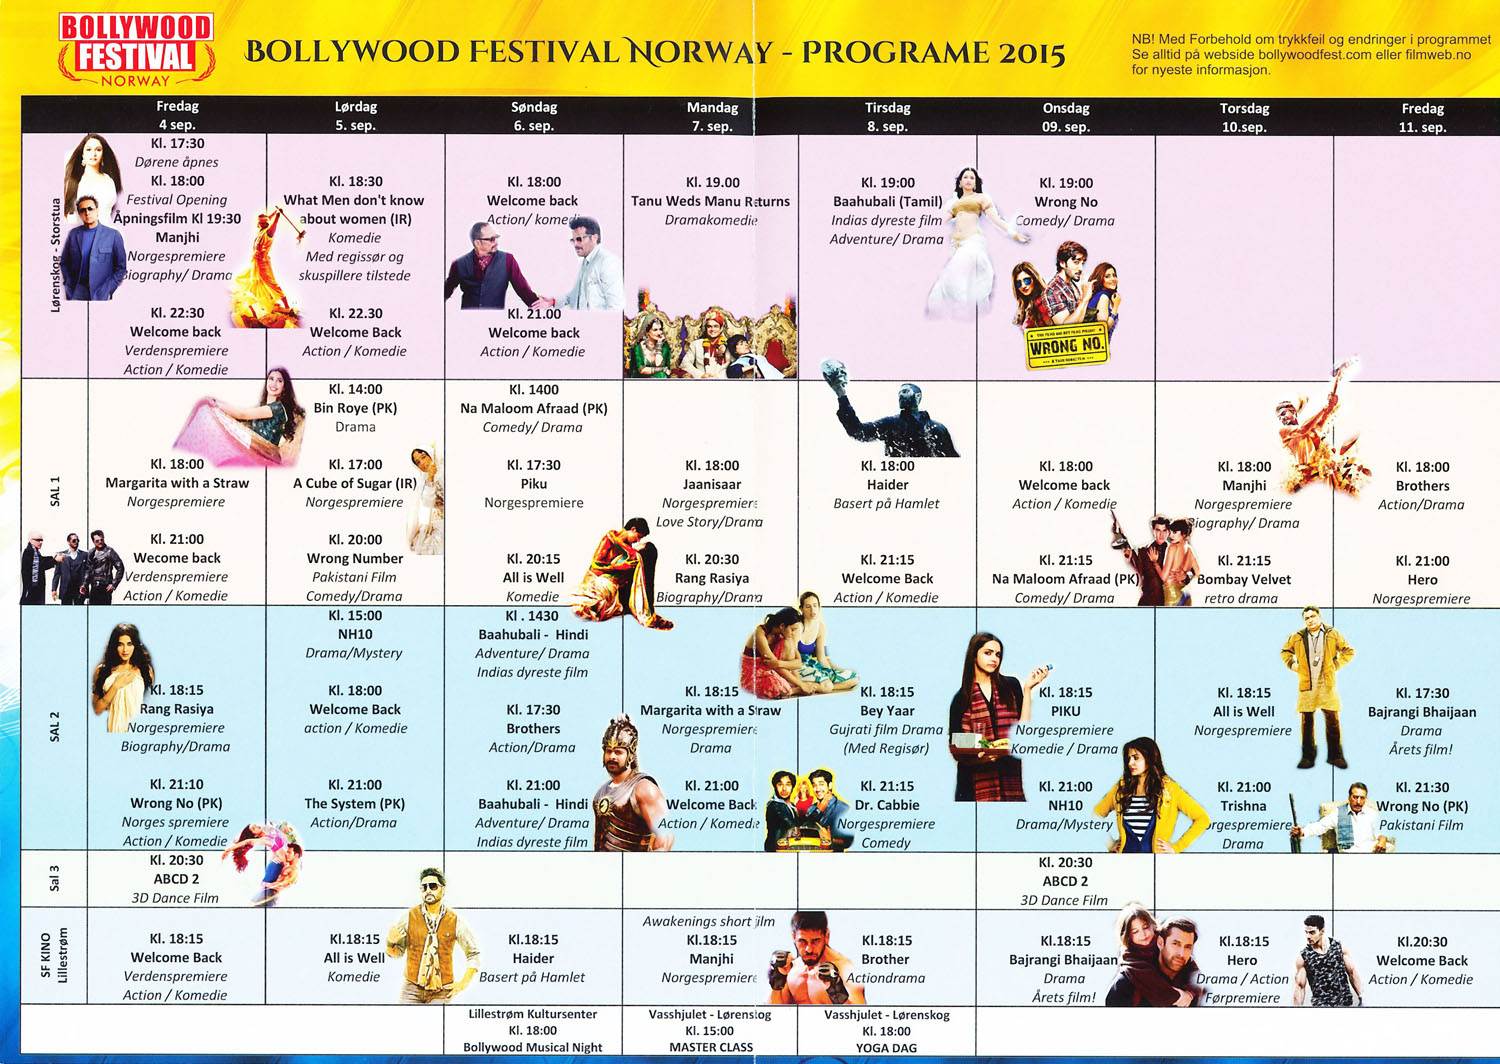 BOLLYWOOD
FESTIVAL
NORWAY
Bollywood Festival Norway - Programe 2015
NB! Med Forbehold om trykkfeil og endringer i programmet
Se alltid på webside bollywoodfest.com eller filmweb.no
for nyeste informasjon.
Fredag
4 sep.
Lørdag
5. sep.
Søndag
6. sep.
Mandag
7. sep.
Tirsdag
8. sep.
Onsdag
09. sep.
Torsdag
10.sep.
Fredag
11. sep.
Lørenskog - Storstua
Kl. 17:30
Dørene åpnes
Kl. 18:00
Festival Opening
Åpningsfilm Kl 19:30
Manjhi
Norgespremiere
Biography/ Drama
Kl. 22:30
Welcome back
Verdenspremiere
Action / Komedie
Kl. 18:30
What Men don't know
about women (IR)
Komedie
Med regissør og
skuspillere tilstede
Kl. 22.30
Welcome Back
Action / Komedie
Kl. 18:00
Welcome back
Action/ komedi
Kl. 21.00
Welcome back
Action / Komedie
Kl. 19.00
Tanu Weds Manu Returns
Dramakomedie
Kl. 19:00
Baahubali (Tamil)
Indias dyreste film
Adventure/ Drama
Kl. 19:00
Wrong No
Comedy/ Drama
WRONG NO.
SAL 1
Kl. 18:00
Margarita with a Straw
Norgespremiere
Kl. 21:00
Wecome back
Verdenspremiere
Action / Komedie
Kl. 14:00
Bin Roye (PK)
Drama
Kl. 17:00
A Cube of Sugar (IR)
Norgespremiere
Kl. 20:00
Wrong Number
Pakistani Film
Comedy/Drama
Kl. 1400
Na Maloom Afraad (PK)
Comedy/ Drama
Kl. 17:30
Piku
Norgespremiere
Kl. 20:15
All is Well
Komedie
Kl. 18:00
Jaanisaar
Norgespremiere
Love Story/Drama
Kl. 20:30
Rang Rasiya
Biography/Drama
Kl. 18:00
Haider
Basert på Hamlet
Kl. 21:15
Welcome Back
Action / Komedie
Kl. 18:00
Welcome back
Action / Komedie
Kl. 21:15
Na Maloom Afraad (PK)
Comedy/ Drama
Kl. 18:00
Manjhi
Norgespremiere
Biography/ Drama
Kl. 21:15
Bombay Velvet
retro drama
Kl. 18:00
Brothers
Action/Drama
Kl. 21:00
Hero
Norgespremiere
SAL 2
Kl. 18:15
Rang Rasiya
Norgespremiere
Biography/Drama
Kl. 21:10
Wrong No (PK)
Norges spremiere
Action / Komedie
Kl. 15:00
NH10
Drama/Mystery
Kl. 18:00
Welcome Back
action / Komedie
Kl. 21:00
The System (PK)
Action/Drama
Kl . 1430
Baahubali - Hindi
Adventure/ Drama
Indias dyreste film
Kl. 17:30
Brothers
Action/Drama
Kl. 21:00
Baahubali - Hindi
Adventure/ Drama
Indias dyreste film
Kl. 18:15
Margarita with a Straw
Norgespremiere
Drama
Kl. 21:00
Welcome Back
Action / Komedie
Kl. 18:15
Bey Yaar
Gujrati film Drama
(Med Regisør)
Kl. 21:15
Dr. Cabbie
Norgespremiere
Comedy
Kl. 18:15
PIKU
Norgespremiere
Komedie / Drama
Kl. 21:00
NH10
Drama/Mystery
Kl. 18:15
All is Well
Norgespremiere
Kl. 21:00
Trishna
orgespremiere
Drama
Kl. 17:30
Bajrangi Bhaijaan
Drama
Årets film!
Kl. 21:30
Wrong No (PK)
Pakistani Film
Sal 3
Kl. 20:30
ABCD 2
3D Dance Film
Kl. 20:30
ABCD 2
3D Dance Film
SF KINO
Lillestrøm
Kl. 18:15
Welcome Back
Verdenspremiere
Action / Komedie
Kl.18:15
All is Well
Komedie
Kl.18:15
Haider
Basert på Hamlet
Awakenings short film
Kl.18:15
Manjhi
Norgespremiere
Kl.18:15
Brother
Actiondrama
Kl.18:15
Bajrangi Bhaijaan
Drama
Årets film!
Kl.18:15
Hero
Drama / Action
Førpremiere
Kl.20:30
Welcome Back
Action / Komedie
Lillestrøm Kultursenter
Kl. 18:00
Bollywood Musical Night
Vasshjulet - Lørenskog
Kl. 15:00
MASTER CLASS
Vasshjulet - Lørenskog
Kl. 18:00
YOGA DAG